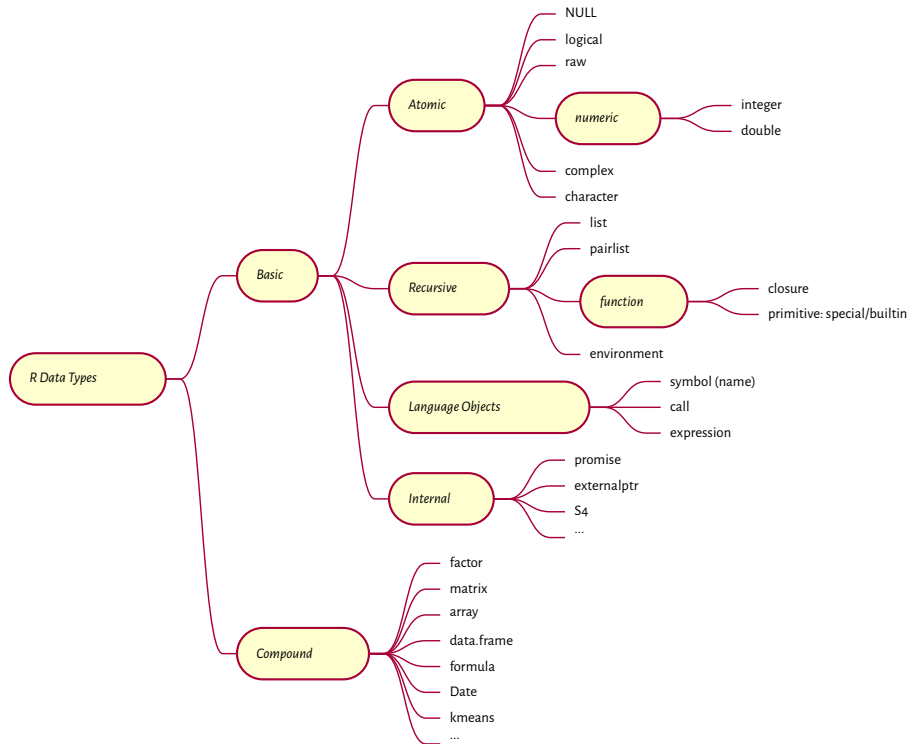 R Data Types
Basic
Atomic
NULL
logical
raw
numeric
integer
double
complex
character
Recursive
list
pairlist
function
closure
primitive: special/builtin
environment
Language Objects
symbol (name)
call
expression
Internal
promise
externalptr
S4
...
Compound
factor
matrix
array
data.frame
formula
Date
kmeans
...